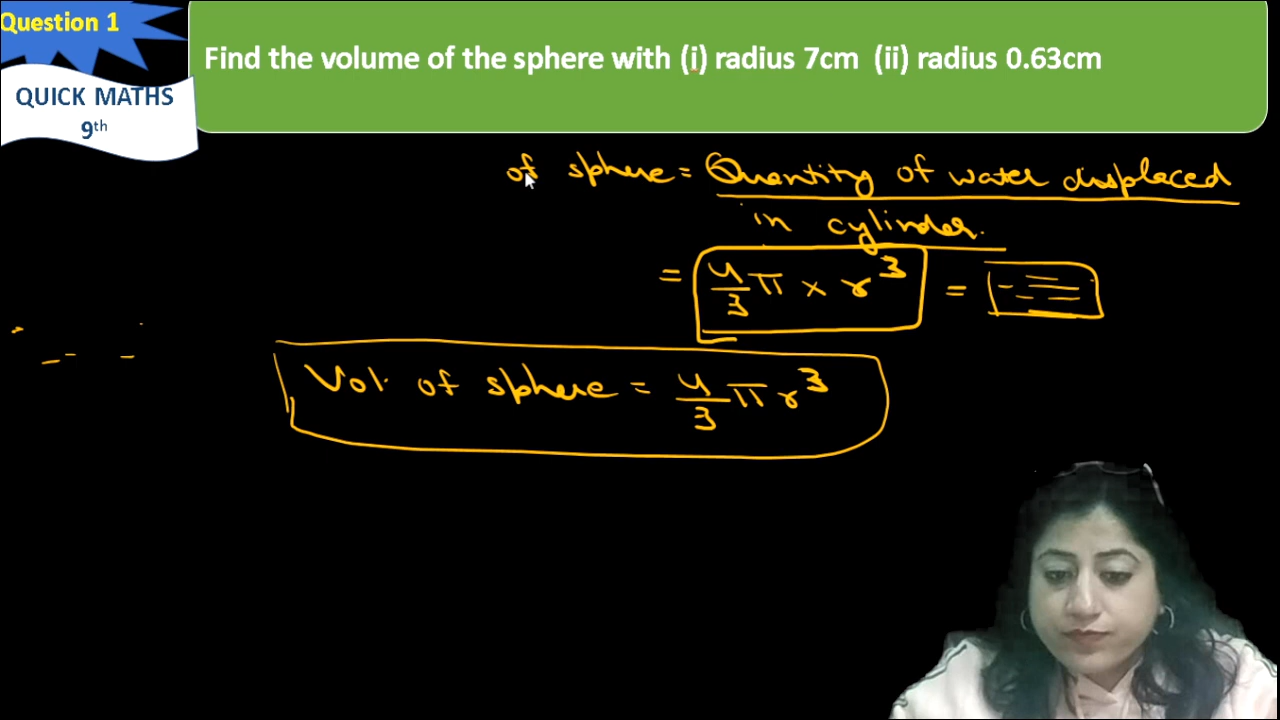 Question 1
Find the volume of the sphere with (i) radius 7cm (ii) radius 0.63cm
QUICK MATHS
9th
of sphere = Quantity of water displaced
in cylinder.
= 4/3 π × r³ =
Vol. of sphere = 4/3 π r³